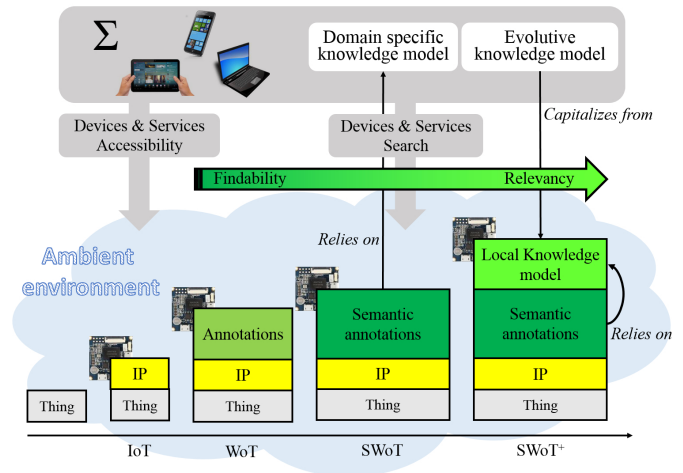 Σ
Domain specific
knowledge model
Evolutive
knowledge model
Devices & Services
Accessibility
Devices & Services
Search
Capitalizes from
Findability
Relevancy
Relies on
Ambient
environment
Local Knowledge
model
Annotations
Semantic
annotations
Semantic
annotations
Relies on
IP
IP
IP
IP
Thing
Thing
Thing
Thing
Thing
IoT
WoT
SWoT
SWoT+